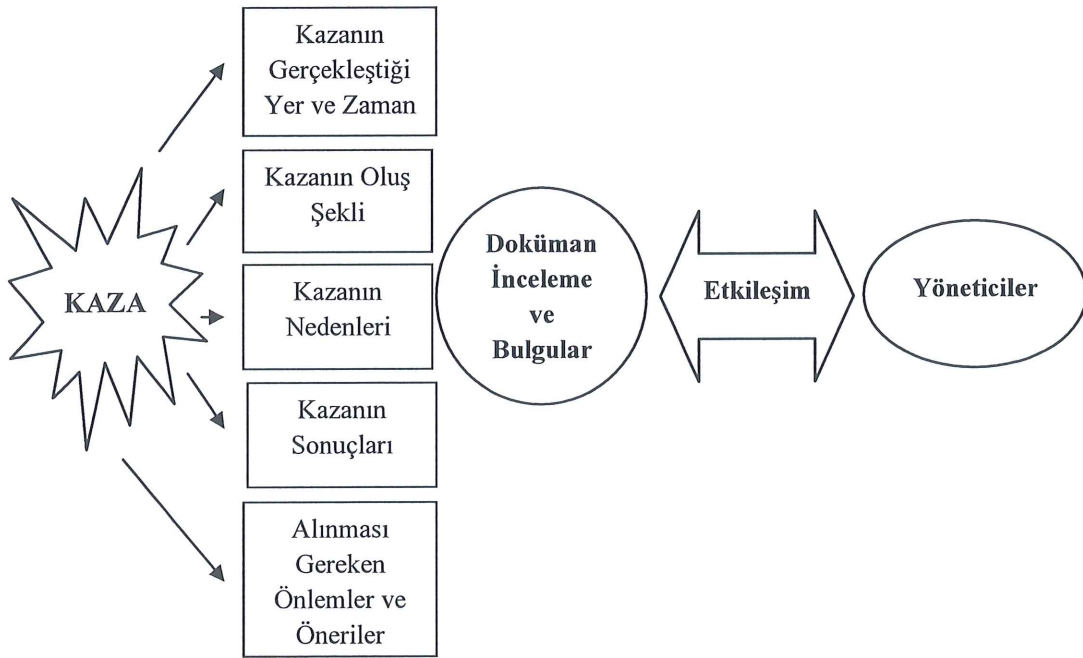 Kazanın
Gerçekleştiği
Yer ve Zaman
Kazanın Oluş
Şekli
KAZA
Kazanın
Nedenleri
Kazanın
Sonuçları
Alınması
Gereken
Önlemler ve
Öneriler
Doküman
İnceleme
ve
Bulgular
Etkileşim
Yöneticiler